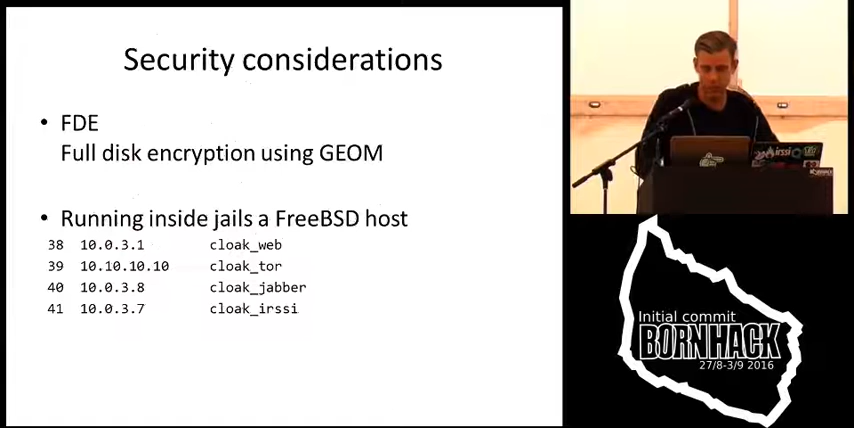 Security considerations
• FDE
Full disk encryption using GEOM
• Running inside jails a FreeBSD host
38 10.0.3.1 cloak_web
39 10.10.10.10 cloak_tor
40 10.0.3.8 cloak_jabber
41 10.0.3.7 cloak_irssi
irssi
Initial commit
BORNHACK
27/8-3/9 2016